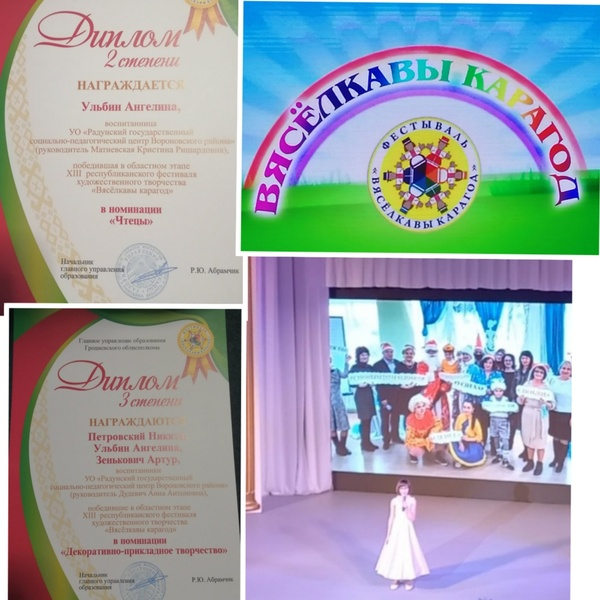 Диплом
2 степени
НАГРАЖДАЕТСЯ
Ульбин Ангелина,
воспитанница
УО «Радунский государственный
социально-педагогический центр Вороновского района»
(руководитель Матиевская Кристина Ришардовна),
победившая в областном этапе
XIII республиканского фестиваля
художественного творчества
«Вясёлкавы карагод»
в номинации
«Чтецы»
Начальник
главного управления
образования
Р.Ю. Абрамчик
ВЯСЁЛКАВЫ КАРАГОД
ФЕСТЫВАЛЬ
«ВЯСЁЛКАВЫ КАРАГОД»
Главное управление образования
Гродненского облисполкома
Диплом
3 степени
НАГРАЖДАЮТСЯ
Петровский Никита,
Ульбин Ангелина,
Зенькович Артур,
воспитанники
УО «Радунский государственный
социально-педагогический центр Вороновского района»
(руководитель Дудевич Анна Антоновна),
победившие в областном этапе
XIII республиканского фестиваля
художественного творчества
«Вясёлкавы карагод»
в номинации
«Декоративно-прикладное творчество»
Начальник
главного управления
образования
Р.Ю. Абрамчик